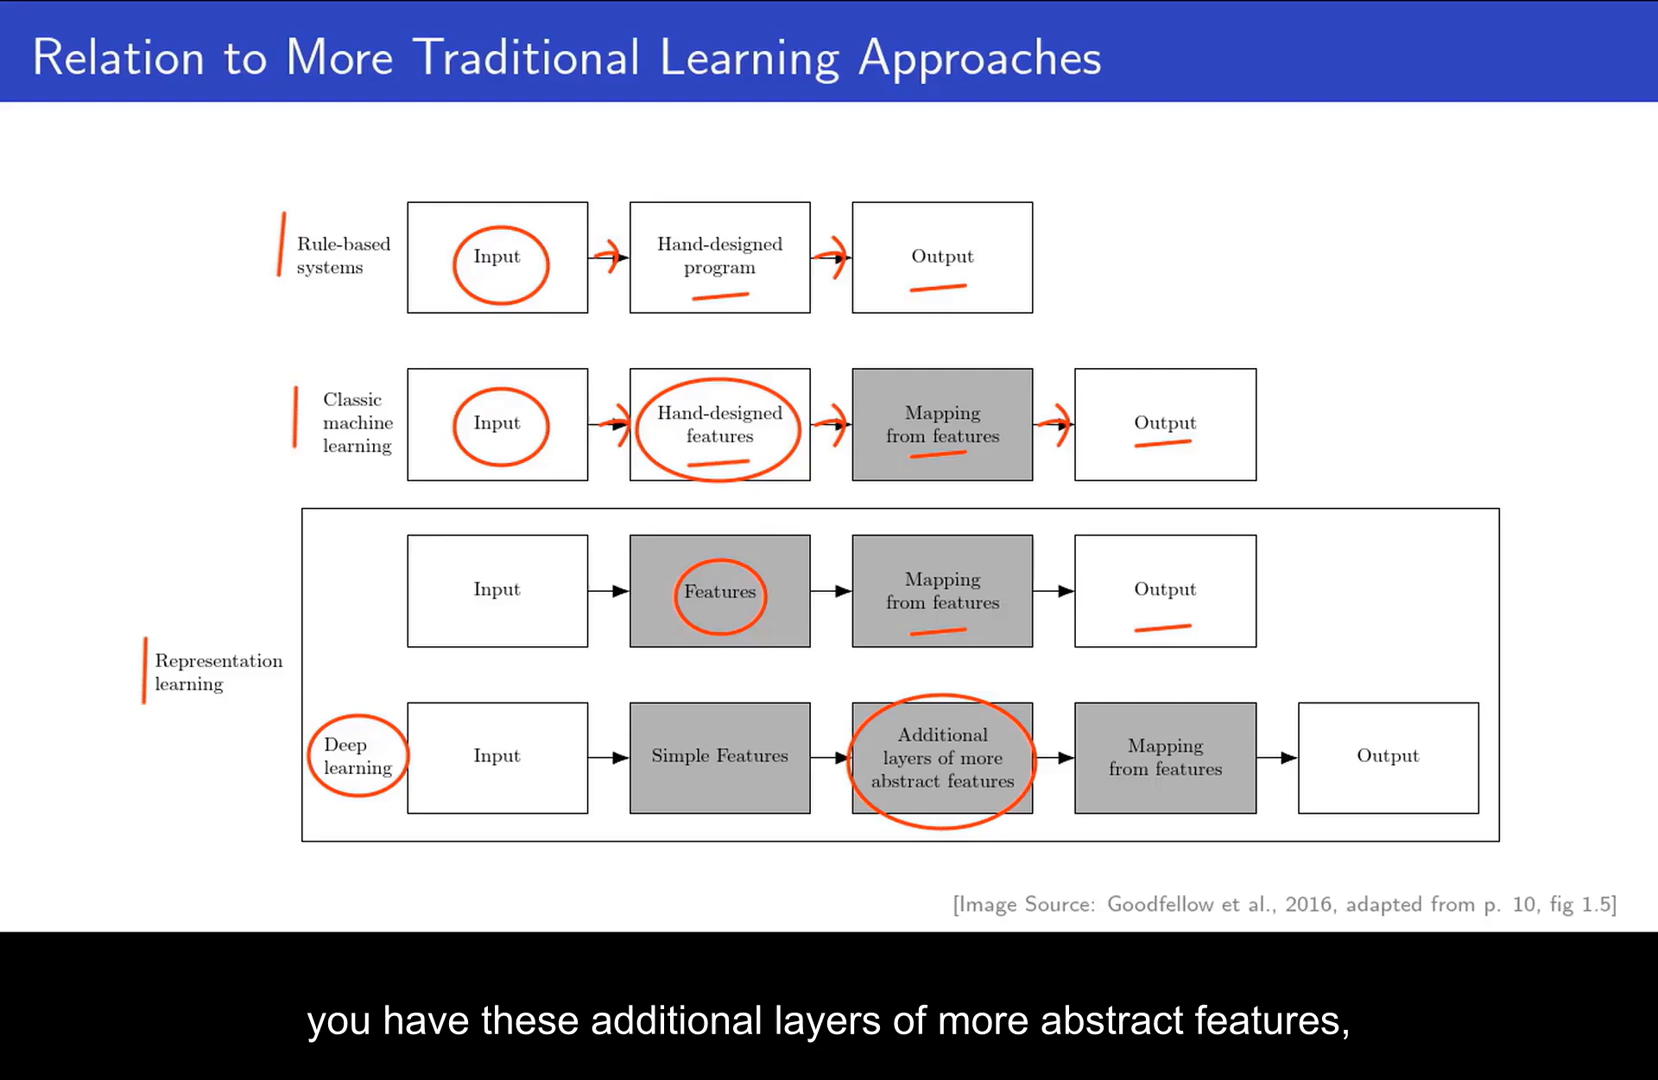 Relation to More Traditional Learning Approaches
Rule-based
systems
Input
Hand-designed
program
Output
Classic
machine
learning
Input
Hand-designed
features
Mapping
from features
Output
Representation
learning
Input
Features
Mapping
from features
Output
Deep
learning
Input
Simple Features
Additional
layers of more
abstract features
Mapping
from features
Output
[Image Source: Goodfellow et al., 2016, adapted from p. 10, fig 1.5]
you have these additional layers of more abstract features,